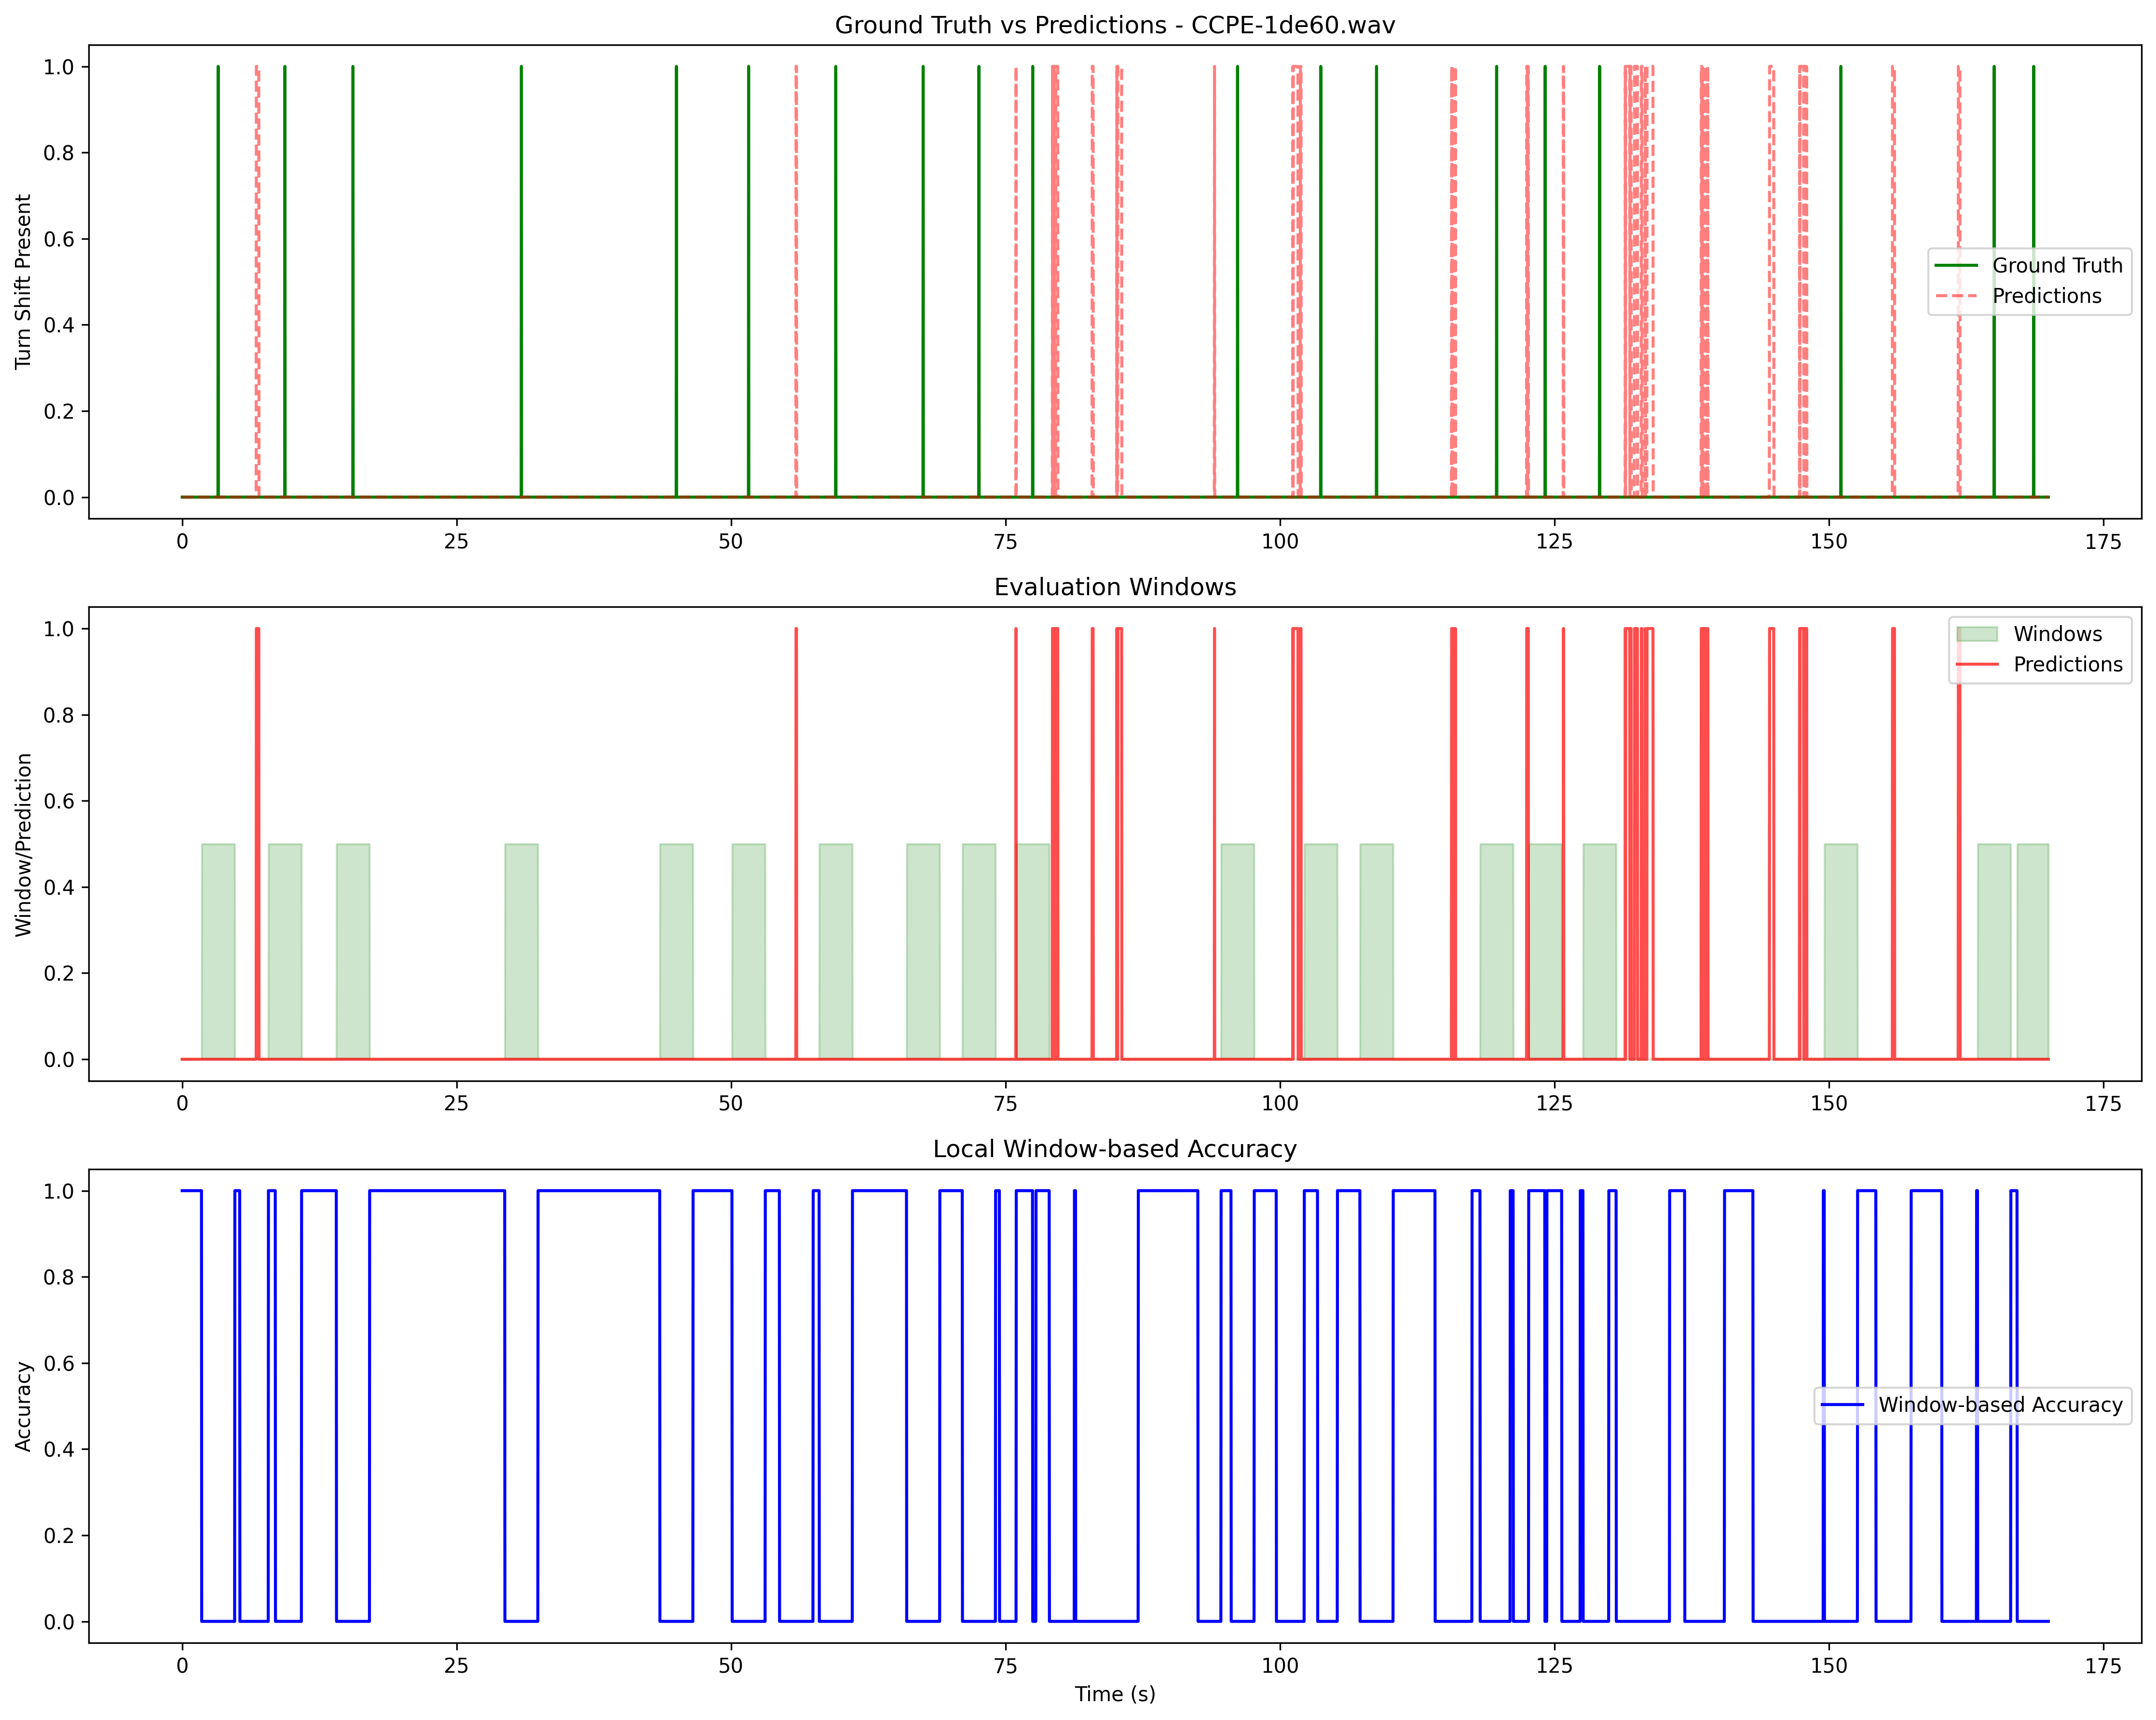 Ground Truth vs Predictions - CCPE-1de60.wav
Turn Shift Present
1.0
0.8
0.6
0.4
0.2
0.0
Ground Truth
Predictions
0 25 50 75 100 125 150 175
Evaluation Windows
Window/Prediction
1.0
0.8
0.6
0.4
0.2
0.0
Windows
Predictions
0 25 50 75 100 125 150 175
Local Window-based Accuracy
Accuracy
1.0
0.8
0.6
0.4
0.2
0.0
Window-based Accuracy
0 25 50 75 100 125 150 175
Time (s)